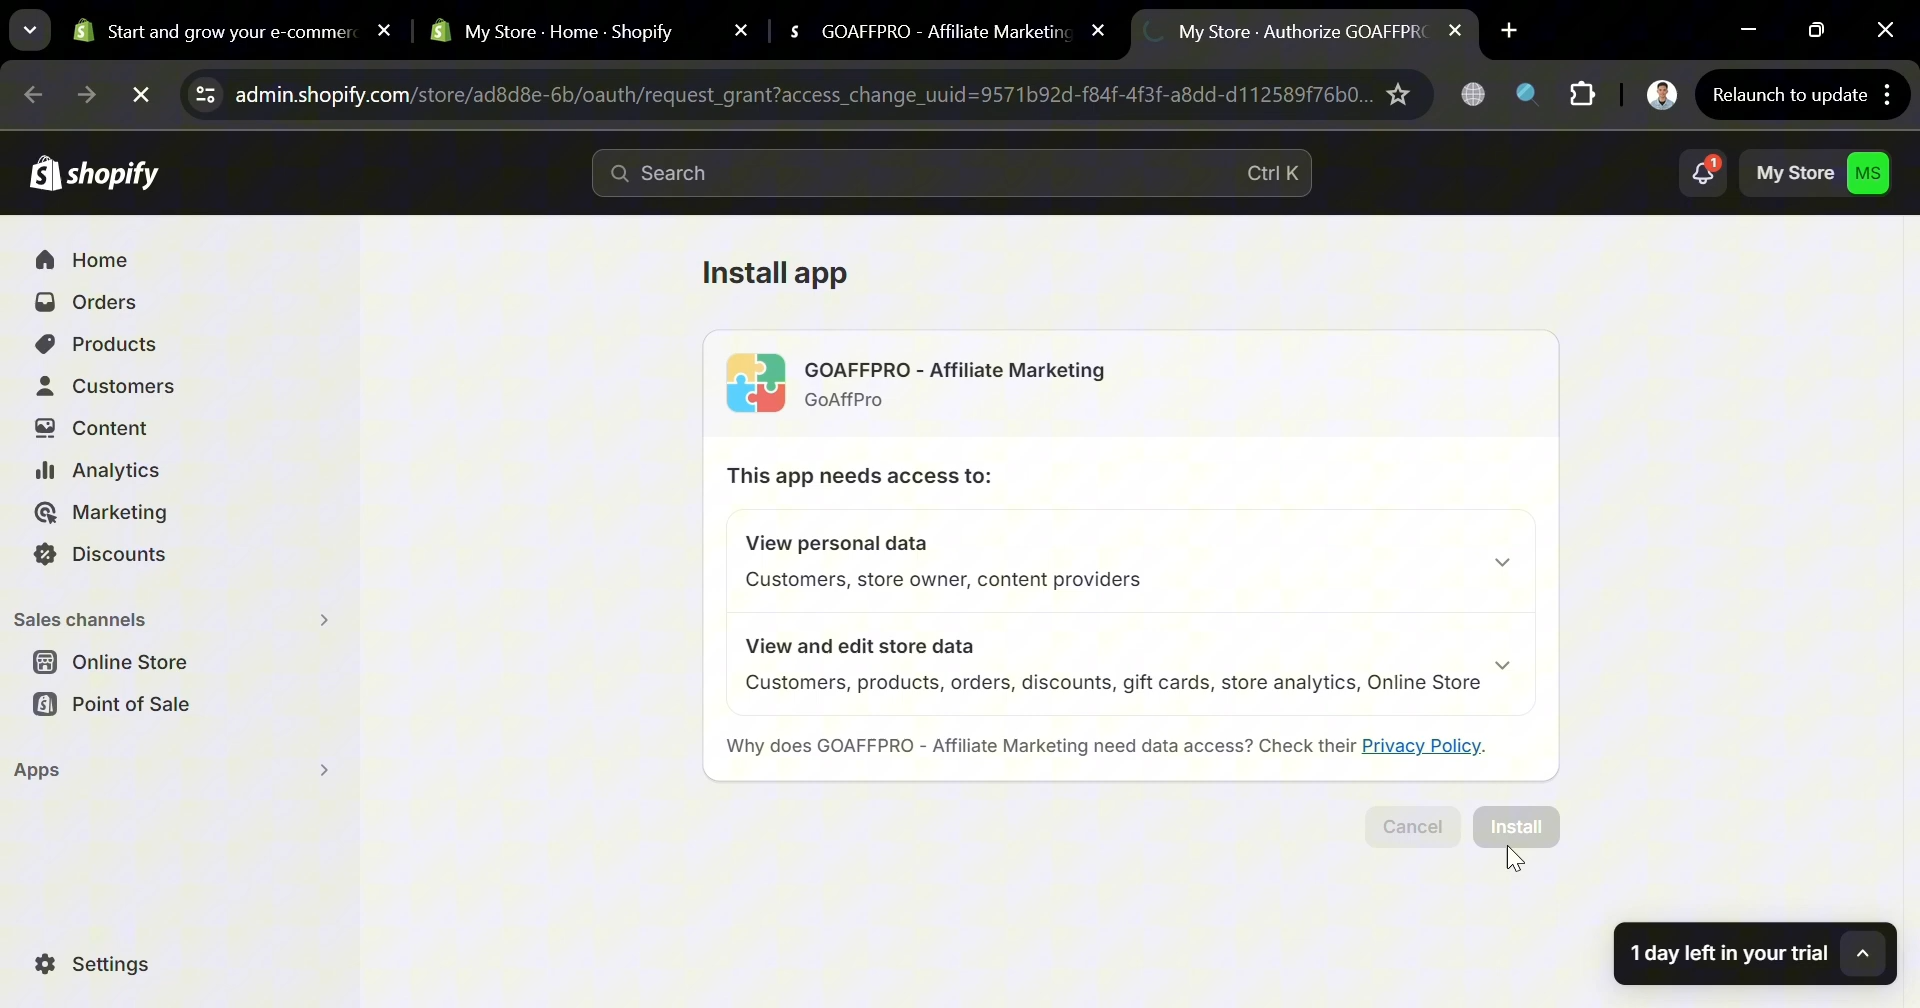 Start and grow your e-commerc
My Store · Home · Shopify
GOAFFPRO - Affiliate Marketing
My Store · Authorize GOAFFPR
admin.shopify.com/store/ad8d8e-6b/oauth/request_grant?access_change_uuid=9571b92d-f84f-4f3f-a8dd-d112589f76b0...
Relaunch to update
shopify
Search
Ctrl K
1
My Store
MS
Home
Orders
Products
Customers
Content
Analytics
Marketing
Discounts
Sales channels
Online Store
Point of Sale
Apps
Settings
Install app
GOAFFPRO - Affiliate Marketing
GoAffPro
This app needs access to:
View personal data
Customers, store owner, content providers
View and edit store data
Customers, products, orders, discounts, gift cards, store analytics, Online Store
Why does GOAFFPRO - Affiliate Marketing need data access? Check their Privacy Policy.
Cancel
Install
1 day left in your trial